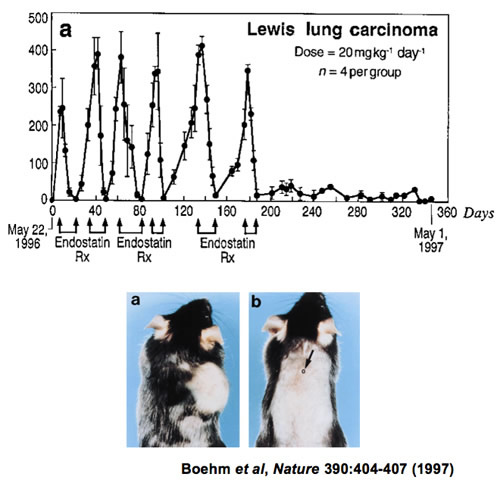 a
Lewis lung carcinoma
Dose = 20 mg kg⁻¹ day⁻¹
n = 4 per group
500
400
300
200
100
0
0 40 80 120 160 200 240 280 320 360 Days
May 22,
1996
Endostatin
Rx
Endostatin
Rx
Endostatin
Rx
May 1,
1997
a
b
Boehm et al, Nature 390:404-407 (1997)